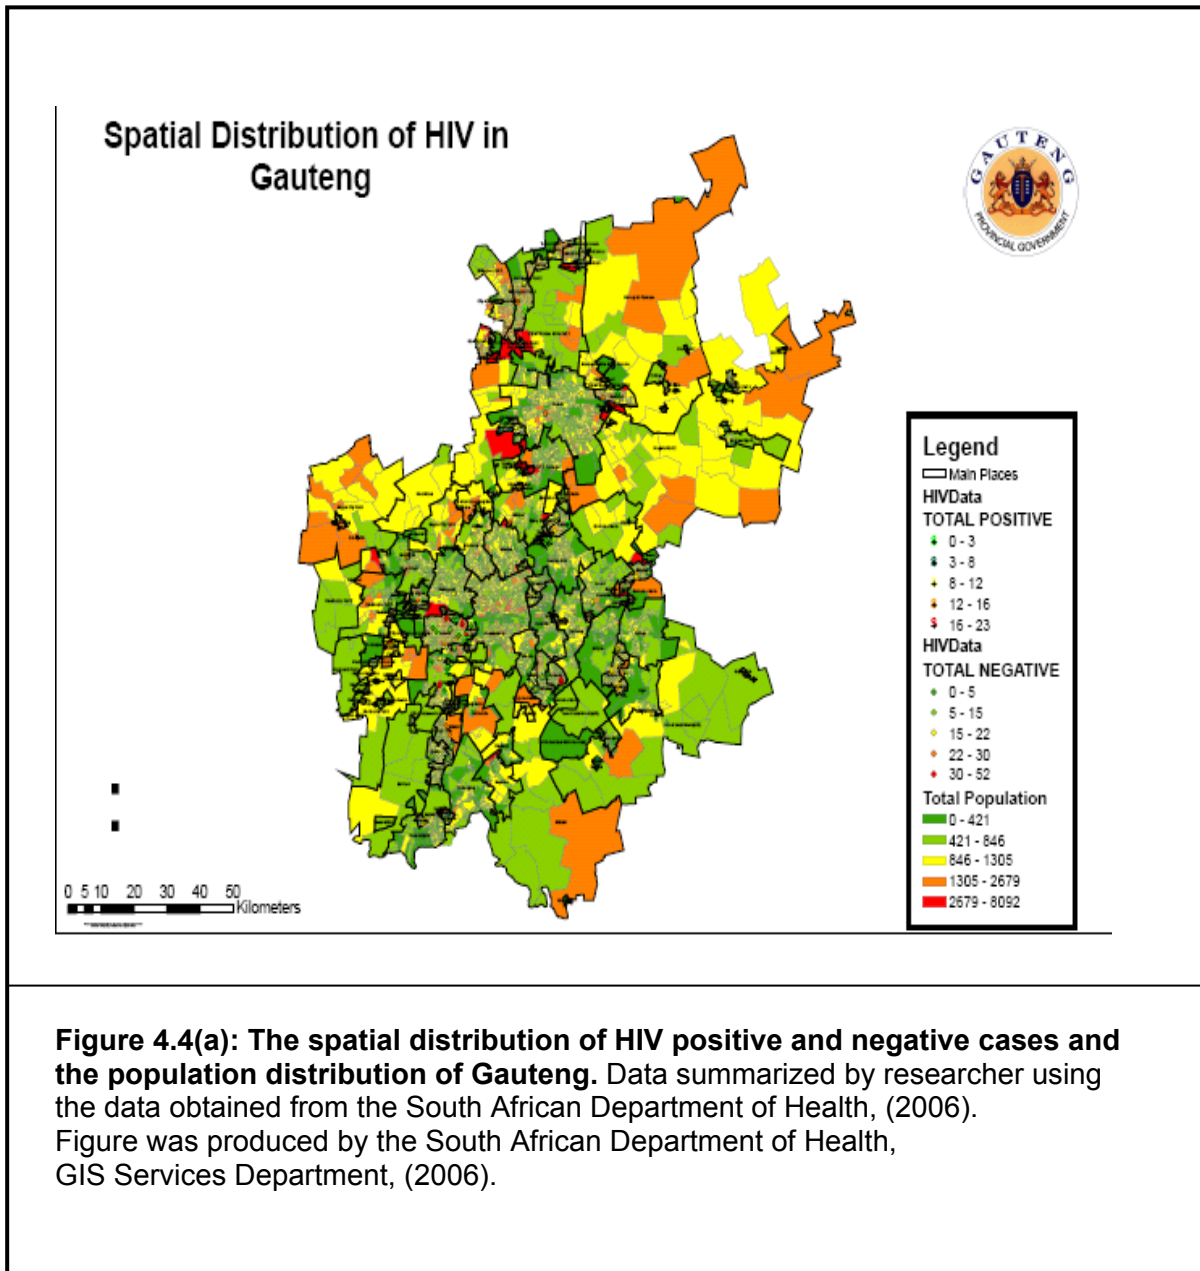 Spatial Distribution of HIV in
Gauteng
GAUTENG
PROVINCIAL GOVERNMENT
Legend
Main Places
HIVData
TOTAL POSITIVE
0 - 3
3 - 8
8 - 12
12 - 16
16 - 23
HIVData
TOTAL NEGATIVE
0 - 5
5 - 15
15 - 22
22 - 30
30 - 52
Total Population
0 - 421
421 - 846
846 - 1305
1305 - 2679
2679 - 8092
0 5 10 20 30 40 50
Kilometers
Figure 4.4(a): The spatial distribution of HIV positive and negative cases and
the population distribution of Gauteng. Data summarized by researcher using
the data obtained from the South African Department of Health, (2006).
Figure was produced by the South African Department of Health,
GIS Services Department, (2006).